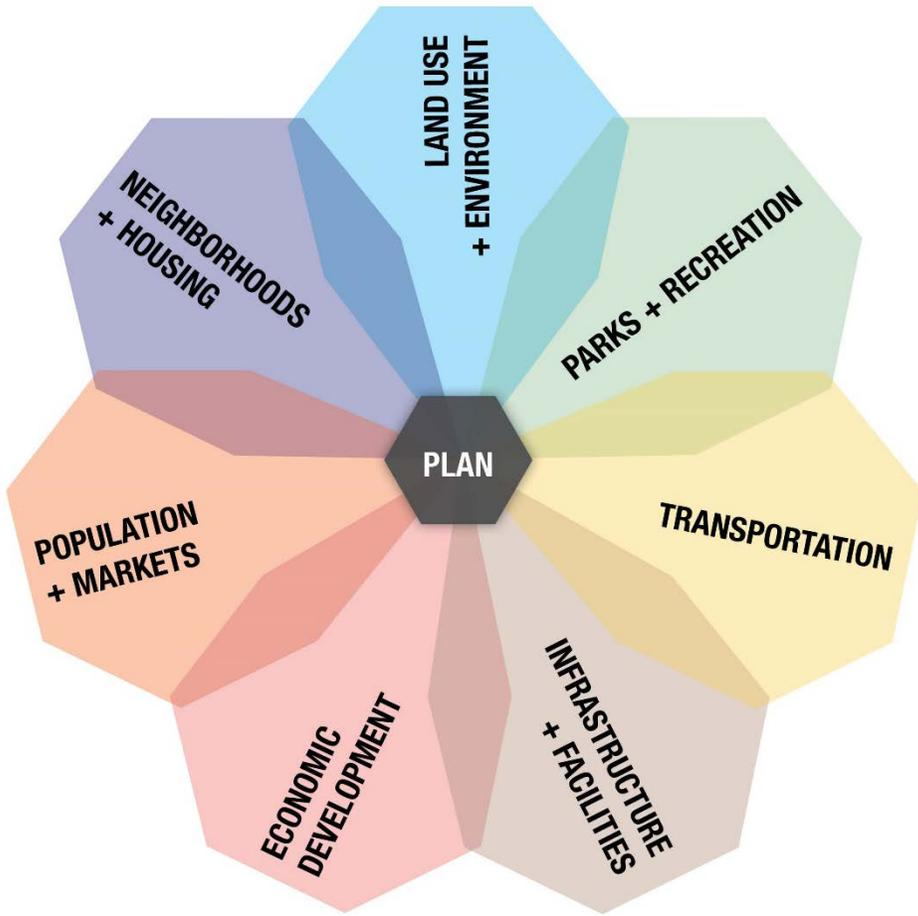 LAND USE
+ ENVIRONMENT
PARKS + RECREATION
TRANSPORTATION
INFRASTRUCTURE
+ FACILITIES
ECONOMIC
DEVELOPMENT
POPULATION
+ MARKETS
NEIGHBORHOODS
+ HOUSING
PLAN